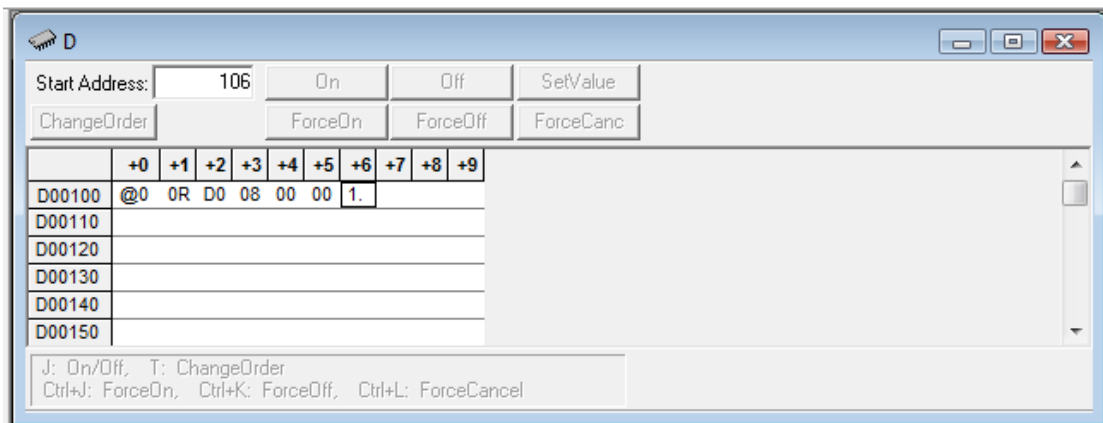 D
Start Address: 106 On Off SetValue
ChangeOrder ForceOn ForceOff ForceCanc
+0 +1 +2 +3 +4 +5 +6 +7 +8 +9
D00100 @0 0R D0 08 00 00 1.
D00110
D00120
D00130
D00140
D00150
J: On/Off, T: ChangeOrder
Ctrl+J: ForceOn, Ctrl+K: ForceOff, Ctrl+L: ForceCancel